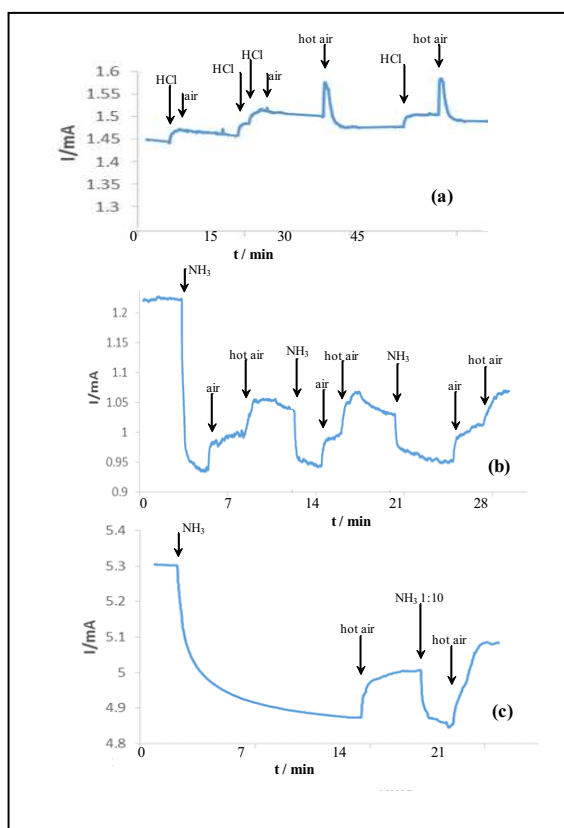 hot air
hot air
HCl
HCl
HCl
HCl
air
air
1.6
1.5
1.45
1.4
1.3
I/mA
(a)
0
15
30
45
t / min
NH₃
1.2
1.15
1.1
1.05
1
0.95
0.9
I/mA
air
hot air
NH₃
air
hot air
NH₃
air
hot air
(b)
0
7
14
21
28
t / min
5.4
5.3
5.2
5.1
5
4.9
4.8
I/mA
NH₃
hot air
NH₃ 1:10
hot air
(c)
0
7
14
21
t / min